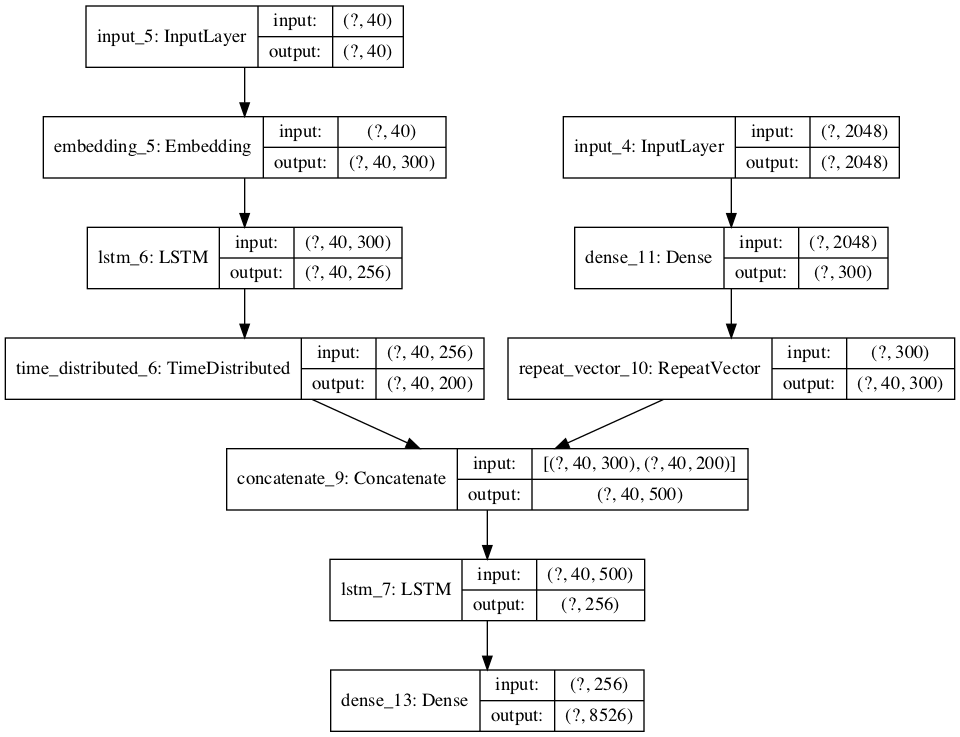 input_5: InputLayer
input: (?, 40)
output: (?, 40)
embedding_5: Embedding
input: (?, 40)
output: (?, 40, 300)
input_4: InputLayer
input: (?, 2048)
output: (?, 2048)
lstm_6: LSTM
input: (?, 40, 300)
output: (?, 40, 256)
dense_11: Dense
input: (?, 2048)
output: (?, 300)
time_distributed_6: TimeDistributed
input: (?, 40, 256)
output: (?, 40, 200)
repeat_vector_10: RepeatVector
input: (?, 300)
output: (?, 40, 300)
concatenate_9: Concatenate
input: [(?, 40, 300), (?, 40, 200)]
output: (?, 40, 500)
lstm_7: LSTM
input: (?, 40, 500)
output: (?, 256)
dense_13: Dense
input: (?, 256)
output: (?, 8526)